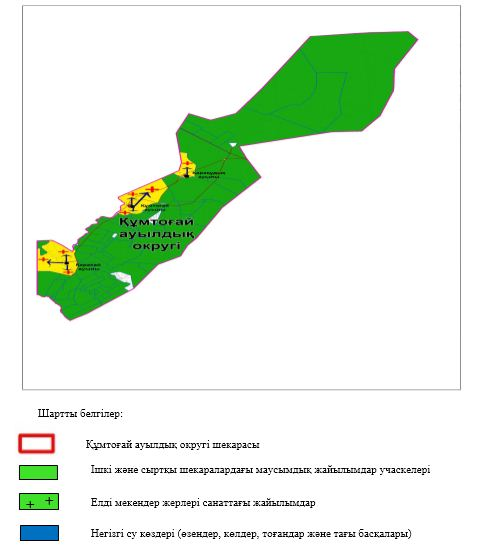 Құмтоғай
ауылдық
округі
Шартты белгілер:
Құмтоғай ауылдық округі шекарасы
Ішкі және сыртқы шекаралардағы маусымдық жайылымдар учаскелері
Елді мекендер жерлері санаттағы жайылымдар
Негізгі су көздері (өзендер, көлдер, тоғандар және тағы басқалары)